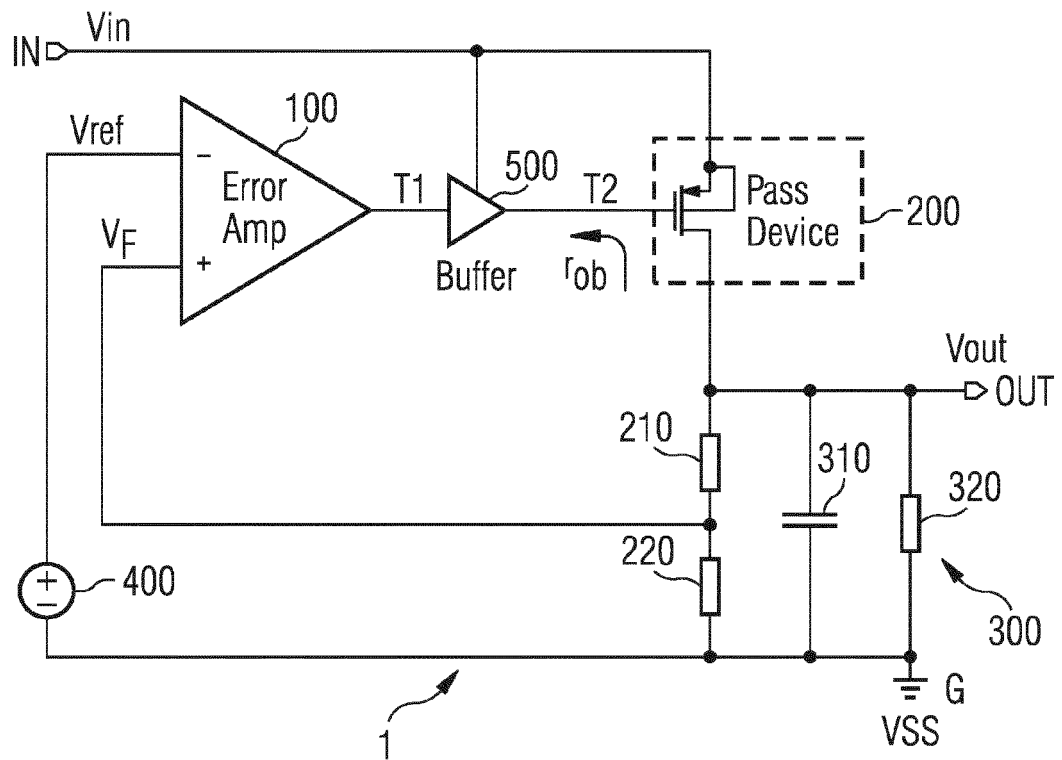 Vin
IN
Vref
100
−
Error
Amp
T1
500
T2
Pass
Device
200
VF
+
Buffer
rob
Vout
OUT
210
310
320
220
+
−
400
300
1
G
VSS